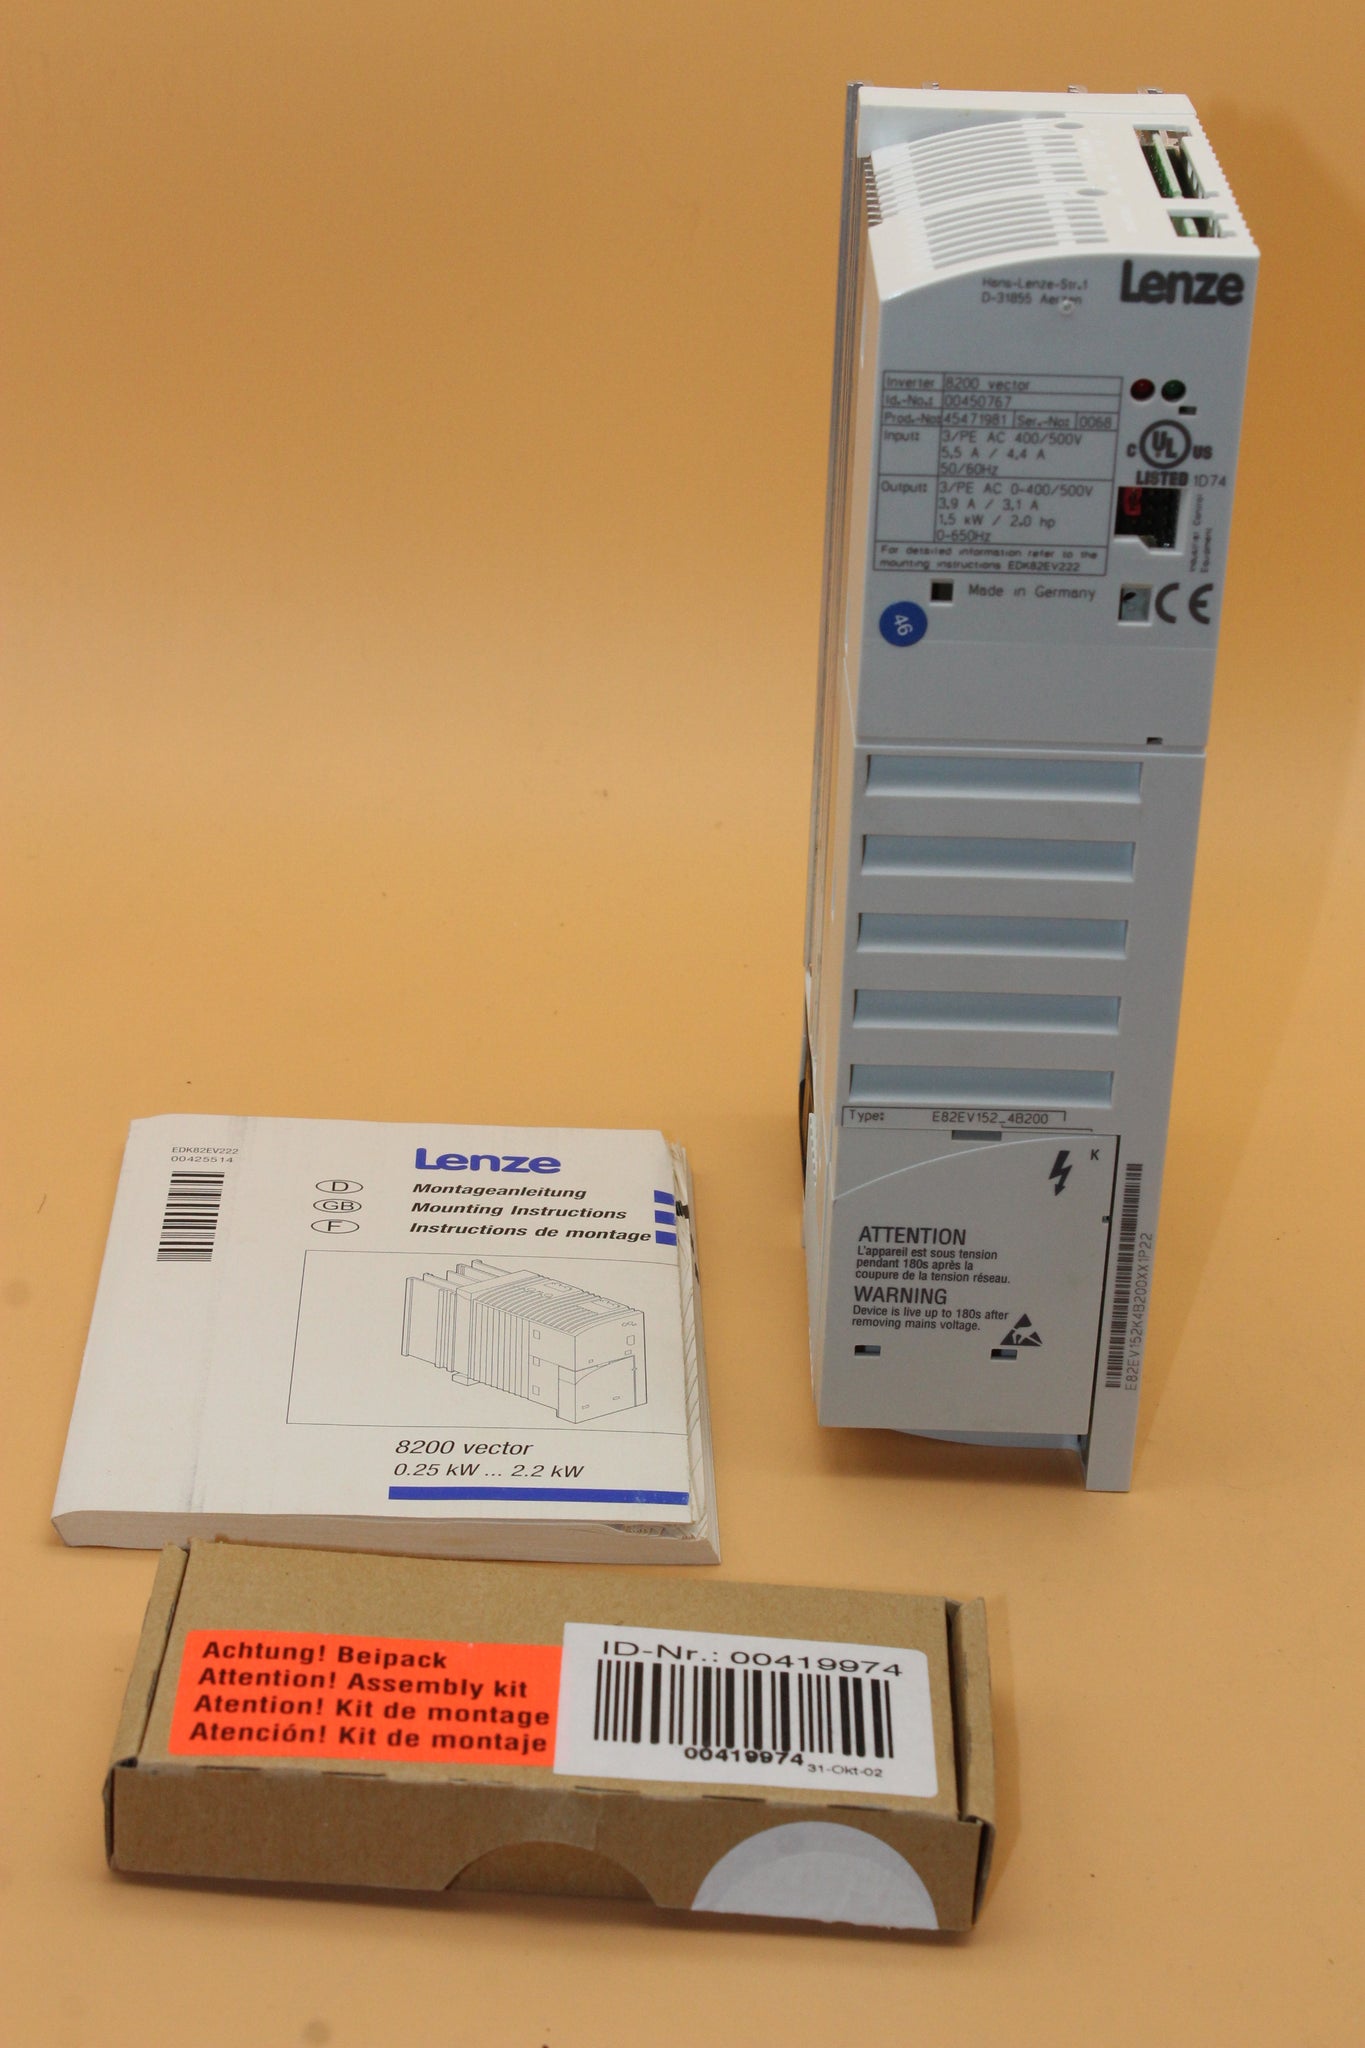 Lenze
Hans-Lenze-Str.1
D-31855 Aerzen
Inverter 8200 vector
Id.-No.: 00450767
Prod.-No: 45471981 Ser.-No: 0068
Input: 3/PE AC 400/500V
5.5 A / 4.4 A
50/60Hz
Output: 3/PE AC 0-400/500V
3.9 A / 3.1 A
1.5 kW / 2.0 hp
0-650Hz
For detailed information refer to the
mounting instructions EDK82EV222
C UL US
LISTED 1D74
Industrial Control
Equipment
Made in Germany
CE
46
Type: E82EV152_4B200
K
ATTENTION
L'appareil est sous tension
pendant 180s après la
coupure de la tension réseau.
WARNING
Device is live up to 180s after
removing mains voltage.
E82EV152K4B200XX1P22
EDK82EV222
00425514
Lenze
D Montageanleitung
GB Mounting Instructions
F Instructions de montage
8200 vector
0.25 kW ... 2.2 kW
Achtung! Beipack
Attention! Assembly kit
Atention! Kit de montage
Atención! Kit de montaje
ID-Nr.: 00419974
00419974
31-Okt-02